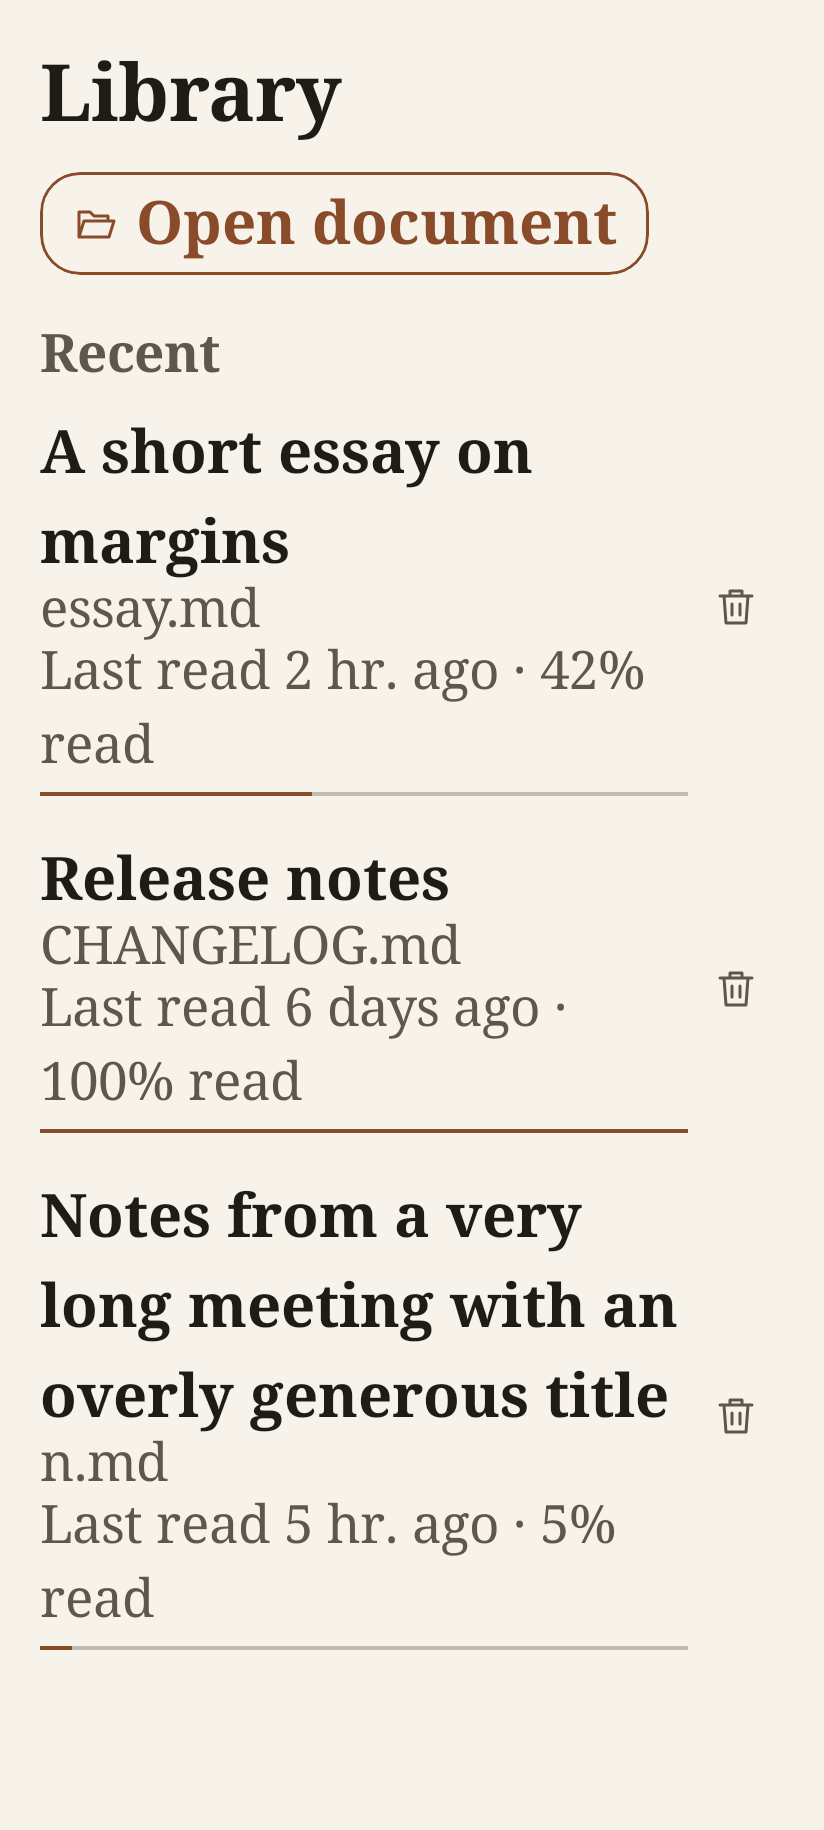 Library
Open document
Recent
A short essay on
margins
essay.md
Last read 2 hr. ago · 42%
read
Release notes
CHANGELOG.md
Last read 6 days ago ·
100% read
Notes from a very
long meeting with an
overly generous title
n.md
Last read 5 hr. ago · 5%
read